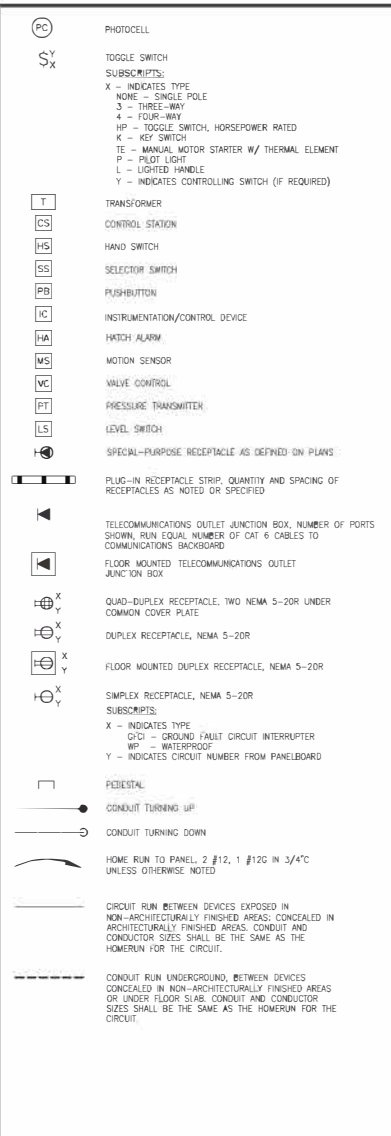 PC PHOTOCELL
$ Y X TOGGLE SWITCH
SUBSCRIPTS:
X – INDICATES TYPE
NONE – SINGLE POLE
3 – THREE-WAY
4 – FOUR-WAY
HP – TOGGLE SWITCH, HORSEPOWER RATED
K – KEY SWITCH
TE – MANUAL MOTOR STARTER W/ THERMAL ELEMENT
P – PILOT LIGHT
L – LIGHTED HANDLE
Y – INDICATES CONTROLLING SWITCH (IF REQUIRED)
T TRANSFORMER
CS CONTROL STATION
HS HAND SWITCH
SS SELECTOR SWITCH
PB PUSHBUTTON
IC INSTRUMENTATION/CONTROL DEVICE
HA HATCH ALARM
MS MOTION SENSOR
VC VALVE CONTROL
PT PRESSURE TRANSMITTER
LS LEVEL SWITCH
SPECIAL-PURPOSE RECEPTACLE AS DEFINED ON PLANS
PLUG-IN RECEPTACLE STRIP, QUANTITY AND SPACING OF
RECEPTACLES AS NOTED OR SPECIFIED
TELECOMMUNICATIONS OUTLET JUNCTION BOX, NUMBER OF PORTS
SHOWN, RUN EQUAL NUMBER OF CAT 6 CABLES TO
COMMUNICATIONS BACKBOARD
FLOOR MOUNTED TELECOMMUNICATIONS OUTLET
JUNCTION BOX
X Y QUAD-DUPLEX RECEPTACLE, TWO NEMA 5-20R UNDER
COMMON COVER PLATE
X Y DUPLEX RECEPTACLE, NEMA 5-20R
X Y FLOOR MOUNTED DUPLEX RECEPTACLE, NEMA 5-20R
X Y SIMPLEX RECEPTACLE, NEMA 5-20R
SUBSCRIPTS:
X – INDICATES TYPE
GFCI – GROUND FAULT CIRCUIT INTERRUPTER
WP – WATERPROOF
Y – INDICATES CIRCUIT NUMBER FROM PANELBOARD
PEDESTAL
CONDUIT TURNING UP
CONDUIT TURNING DOWN
HOME RUN TO PANEL, 2 #12, 1 #12G IN 3/4"C
UNLESS OTHERWISE NOTED
CIRCUIT RUN BETWEEN DEVICES EXPOSED IN
NON-ARCHITECTURALLY FINISHED AREAS; CONCEALED IN
ARCHITECTURALLY FINISHED AREAS. CONDUIT AND
CONDUCTOR SIZES SHALL BE THE SAME AS THE
HOMERUN FOR THE CIRCUIT.
CONDUIT RUN UNDERGROUND, BETWEEN DEVICES
CONCEALED IN NON-ARCHITECTURALLY FINISHED AREAS
OR UNDER FLOOR SLAB. CONDUIT AND CONDUCTOR
SIZES SHALL BE THE SAME AS THE HOMERUN FOR THE
CIRCUIT.